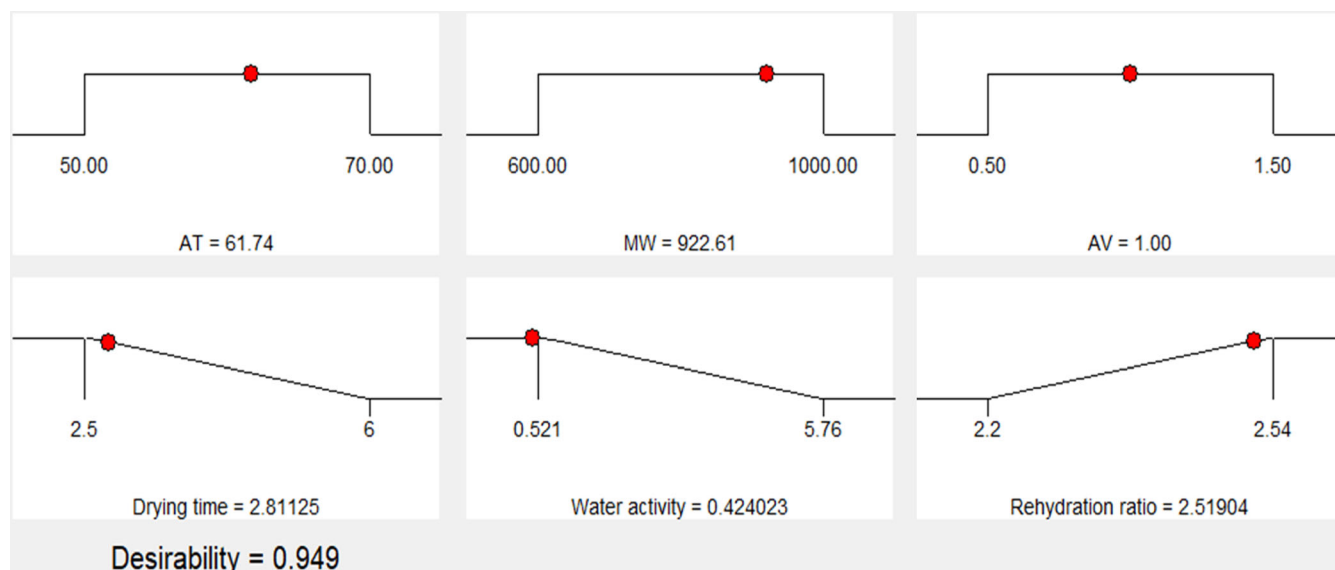 50.00 70.00 600.00 1000.00 0.50 1.50
AT = 61.74 MW = 922.61 AV = 1.00
2.5 6 0.521 5.76 2.2 2.54
Drying time = 2.81125 Water activity = 0.424023 Rehydration ratio = 2.51904
Desirability = 0.949